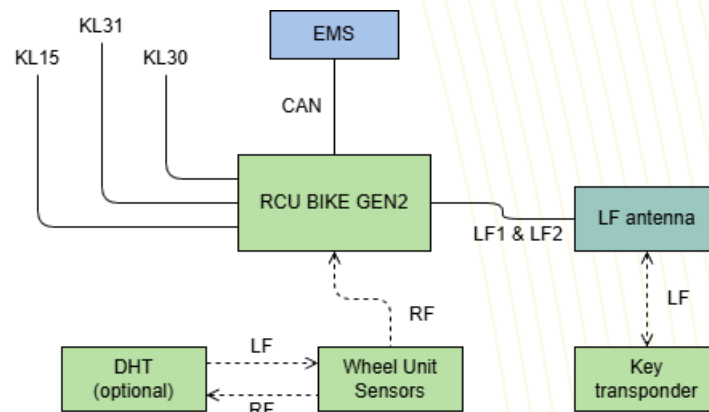 EMS
KL31
KL15
KL30
CAN
RCU BIKE GEN2
LF antenna
LF1 & LF2
LF
RF
LF
DHT
(optional)
Wheel Unit
Sensors
Key
transponder
RF